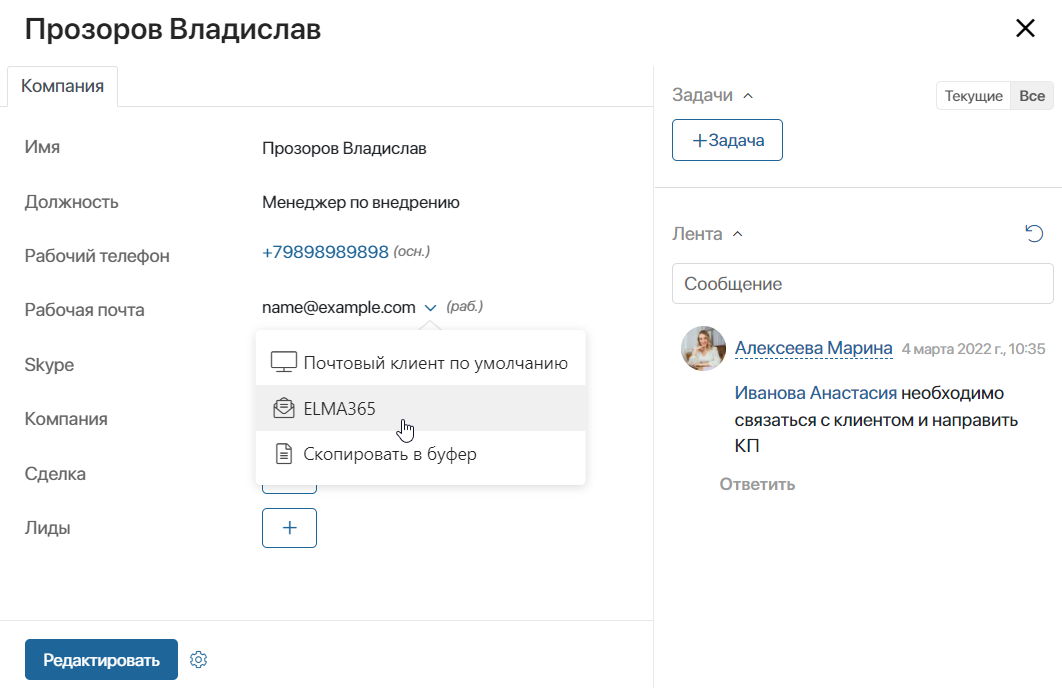 Прозоров Владислав
Компания
Имя
Прозоров Владислав
Должность
Менеджер по внедрению
Рабочий телефон
+79898989898 (осн.)
Рабочая почта
name@example.com (раб.)
Почтовый клиент по умолчанию
ELMA365
Скопировать в буфер
Skype
Компания
Сделка
Лиды
+
Редактировать
Задачи
Текущие Все
+Задача
Лента
Сообщение
Алексеева Марина 4 марта 2022 г., 10:35
Иванова Анастасия необходимо
связаться с клиентом и направить
КП
Ответить